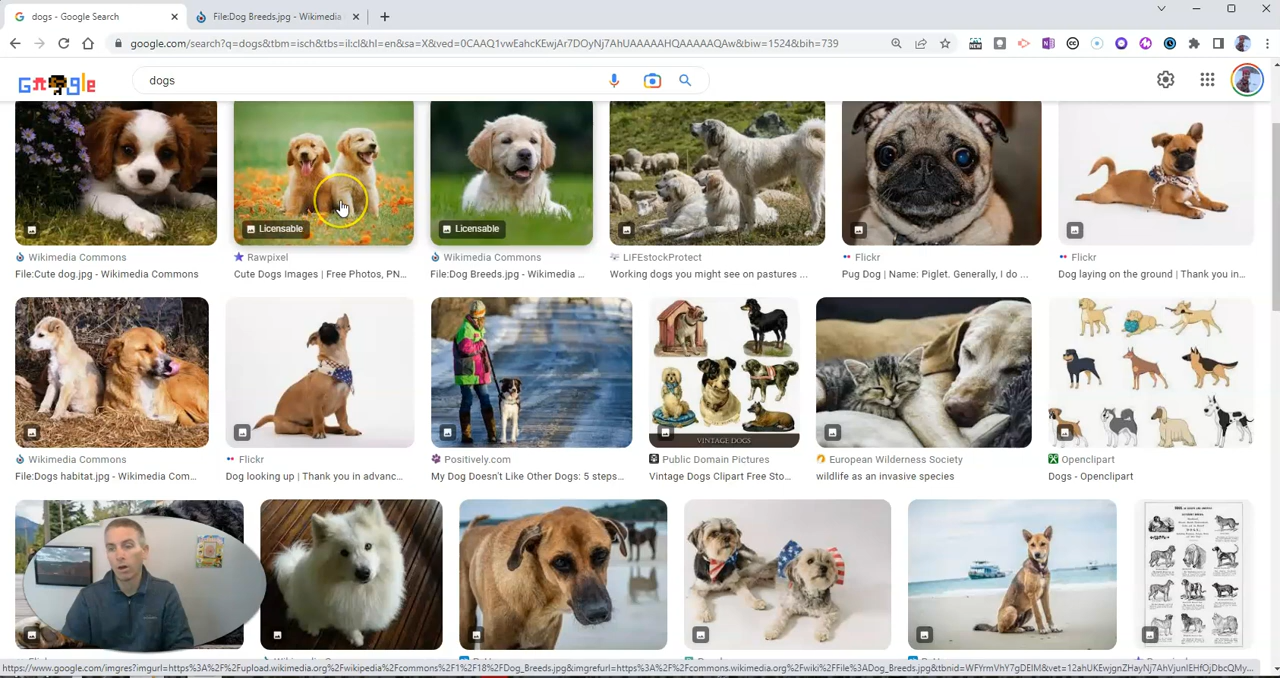 dogs - Google Search
File:Dog Breeds.jpg - Wikimedia
google.com/search?q=dogs&tbm=isch&tbs=il:cl&hl=en&sa=X&ved=0CAAQ1vwEahcKEwjAr7DOyNj7AhUAAAAAHQAAAAAQAw&biw=1524&bih=739
dogs
Licensable
Licensable
Wikimedia Commons
Rawpixel
Wikimedia Commons
LIFEstockProtect
Flickr
Flickr
File:Cute dog.jpg - Wikimedia Commons
Cute Dogs Images | Free Photos, PN...
File:Dog Breeds.jpg - Wikimedia ...
Working dogs you might see on pastures ...
Pug Dog | Name: Piglet. Generally, I do ...
Dog laying on the ground | Thank you in...
VINTAGE DOGS
Wikimedia Commons
Flickr
Positively.com
Public Domain Pictures
European Wilderness Society
Openclipart
File:Dogs habitat.jpg - Wikimedia Com...
Dog looking up | Thank you in advanc...
My Dog Doesn't Like Other Dogs: 5 steps...
Vintage Dogs Clipart Free Sto...
wildlife as an invasive species
Dogs - Openclipart